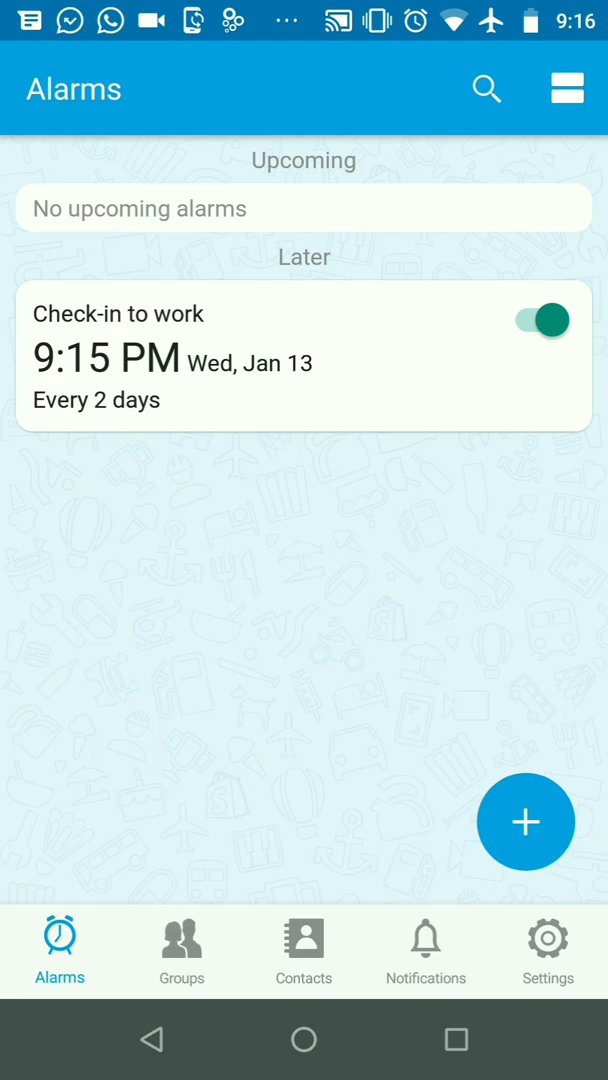 9:16
Alarms
Upcoming
No upcoming alarms
Later
Check-in to work
9:15 PM Wed, Jan 13
Every 2 days
Alarms
Groups
Contacts
Notifications
Settings